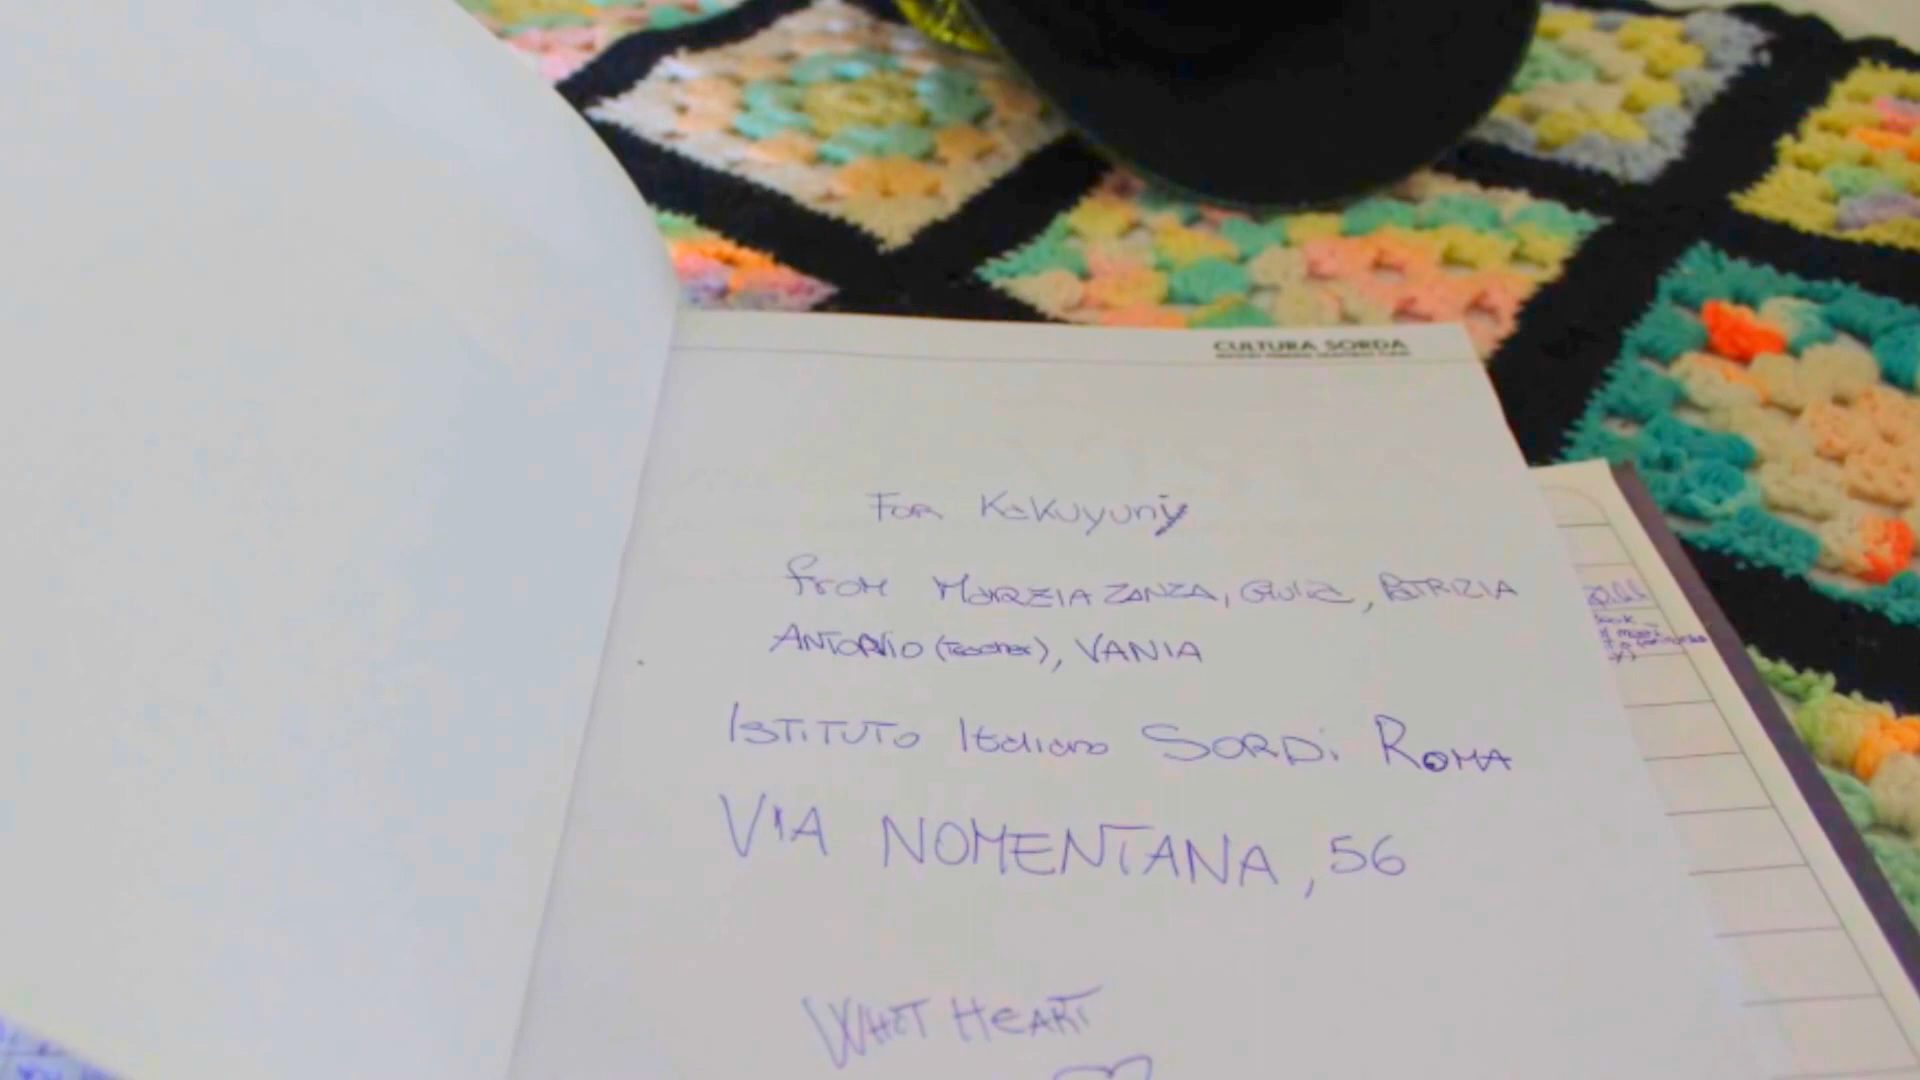 CULTURA SORDA
For Kakuyuniy
from MARZIA ZANZA, Giulia, PATRIZIA
ANTONIO (Teacher), VANIA
ISTITUTO Italiano SORDi ROMA
VIA NOMENTANA, 56
WHIT HeART